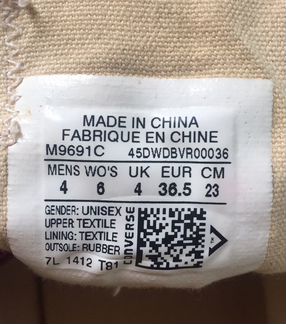 MADE IN CHINA
FABRIQUE EN CHINE
M9691C 45DWDBVR00036
MENS WO'S UK EUR CM
4 6 4 36.5 23
GENDER: UNISEX
UPPER: TEXTILE
LINING: TEXTILE
OUTSOLE: RUBBER
7L 1412 T81
CONVERSE